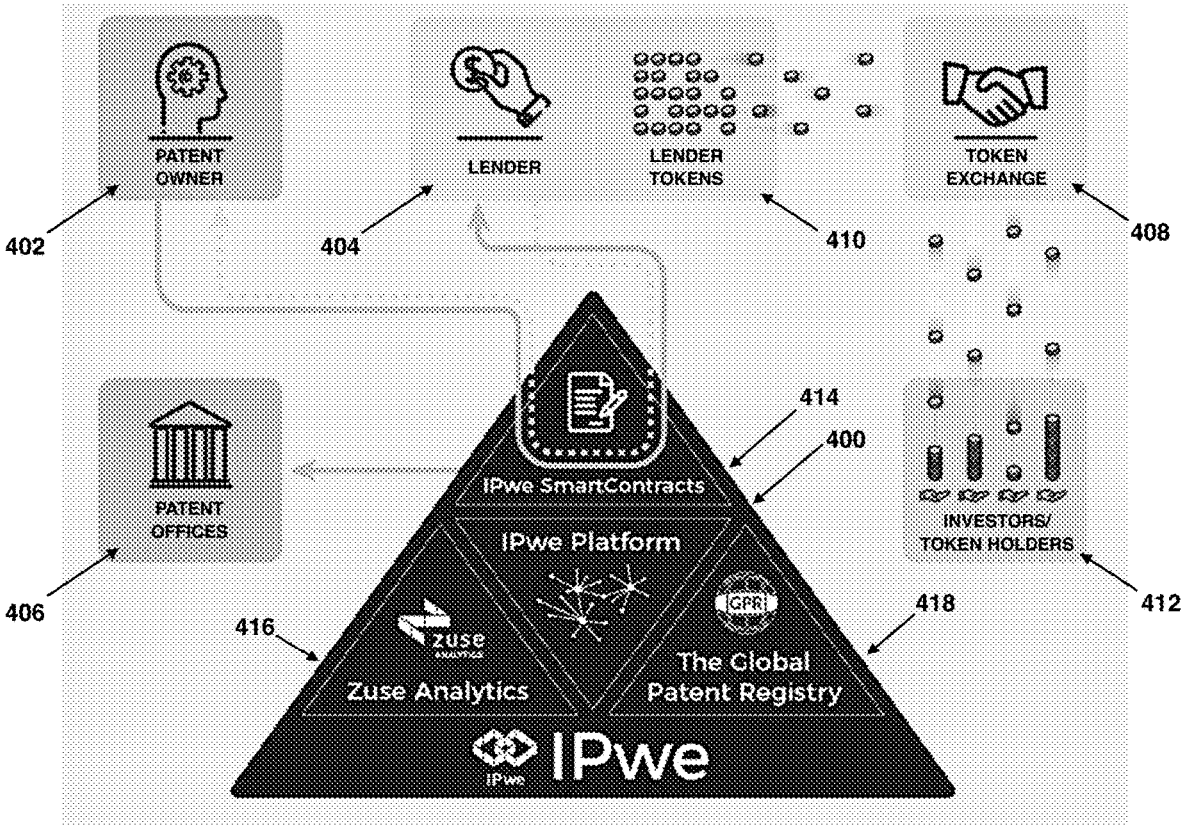 PATENT
OWNER
LENDER
LENDER
TOKENS
TOKEN
EXCHANGE
402
404
410
408
414
400
PATENT
OFFICES
IPwe SmartContracts
INVESTORS/
TOKEN HOLDERS
IPwe Platform
406
412
416
418
GPR
zuse
ANALYTICS
Zuse Analytics
The Global
Patent Registry
IPwe
IPwe